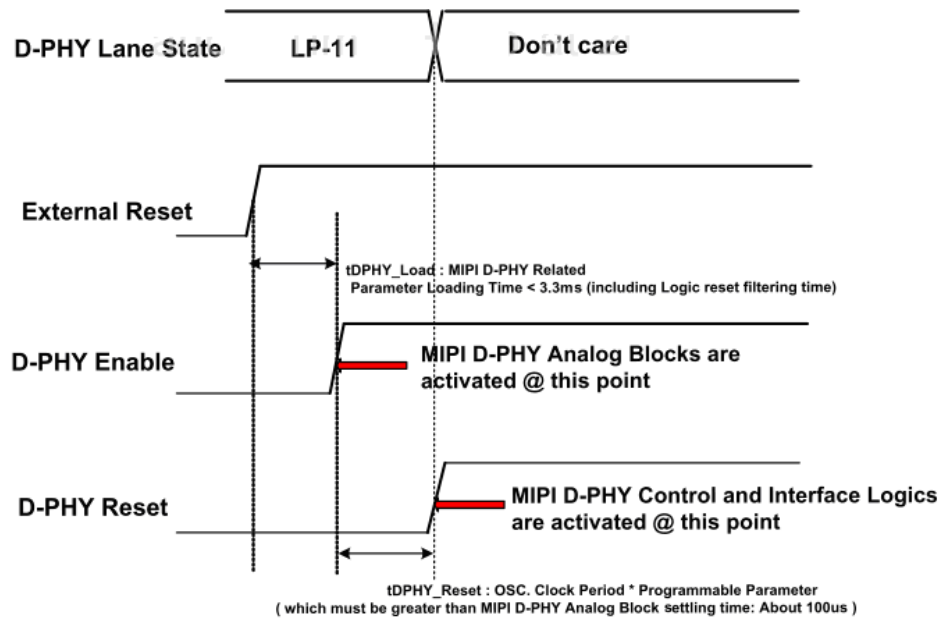 D-PHY Lane State
LP-11
Don't care
External Reset
tDPHY_Load : MIPI D-PHY Related
Parameter Loading Time < 3.3ms (including Logic reset filtering time)
D-PHY Enable
MIPI D-PHY Analog Blocks are
activated @ this point
D-PHY Reset
MIPI D-PHY Control and Interface Logics
are activated @ this point
tDPHY_Reset : OSC. Clock Period * Programmable Parameter
( which must be greater than MIPI D-PHY Analog Block settling time: About 100us )